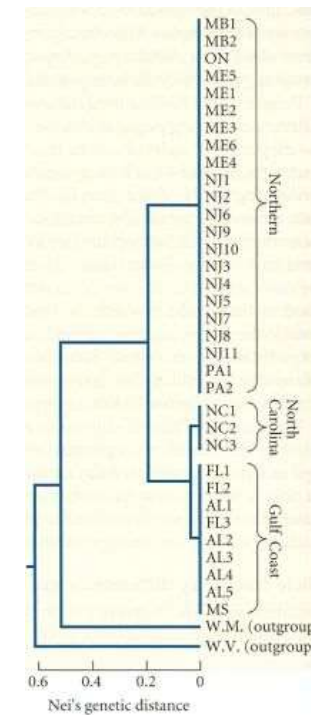 MB1
MB2
ON
ME5
ME1
ME2
ME3
ME6
ME4
NJ1
NJ2
NJ6
NJ9
NJ10
NJ3
NJ4
NJ5
NJ7
NJ8
NJ11
PA1
PA2
Northern
NC1
NC2
NC3
North
Carolina
FL1
FL2
AL1
FL3
AL2
AL3
AL4
AL5
MS
Gulf Coast
W.M. (outgroup
W.V. (outgroup
0.6 0.4 0.2 0
Nei's genetic distance